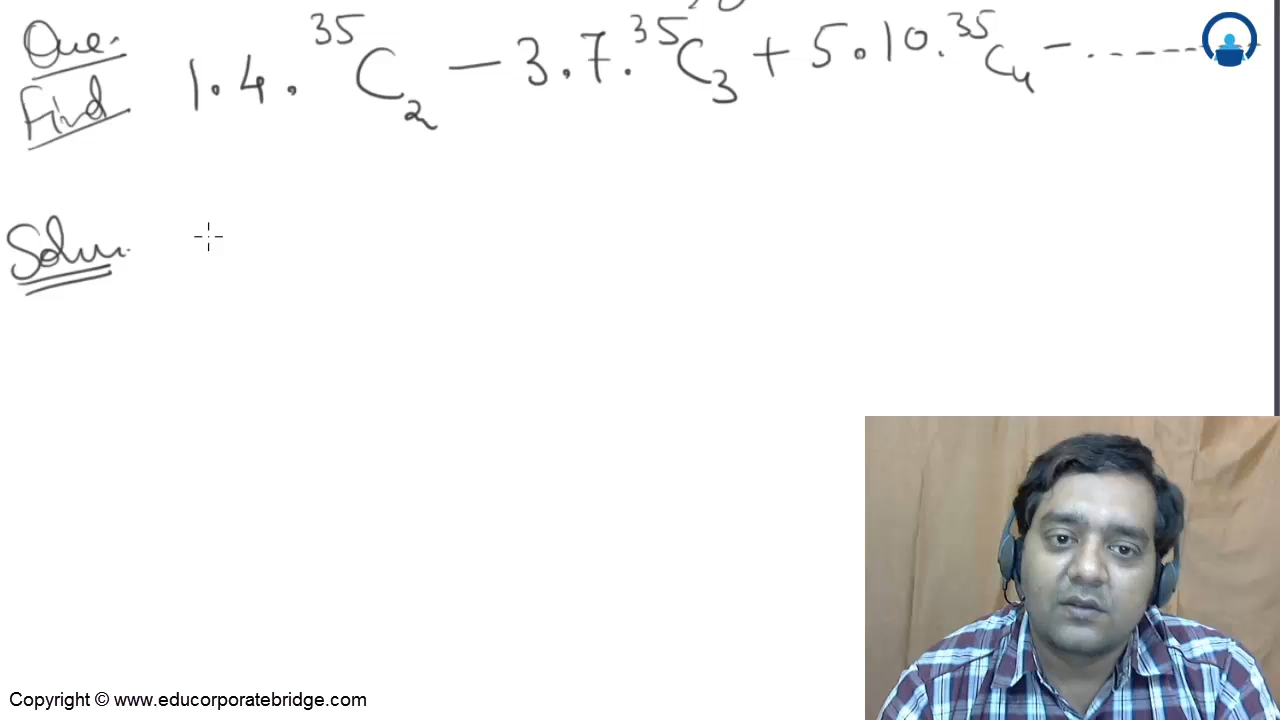 Que.
Find 1.4. ³⁵C₂ - 3.7. ³⁵C₃ + 5.10. ³⁵C₄ - ........
Soln.
Copyright © www.educorporatebridge.com